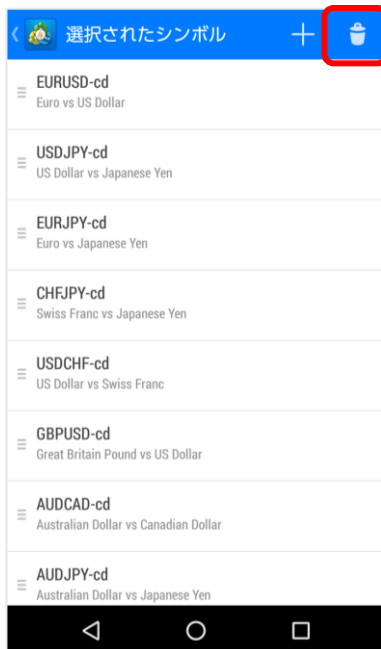 選択されたシンボル
EURUSD-cd
Euro vs US Dollar
USDJPY-cd
US Dollar vs Japanese Yen
EURJPY-cd
Euro vs Japanese Yen
CHFJPY-cd
Swiss Franc vs Japanese Yen
USDCHF-cd
US Dollar vs Swiss Franc
GBPUSD-cd
Great Britain Pound vs US Dollar
AUDCAD-cd
Australian Dollar vs Canadian Dollar
AUDJPY-cd
Australian Dollar vs Japanese Yen